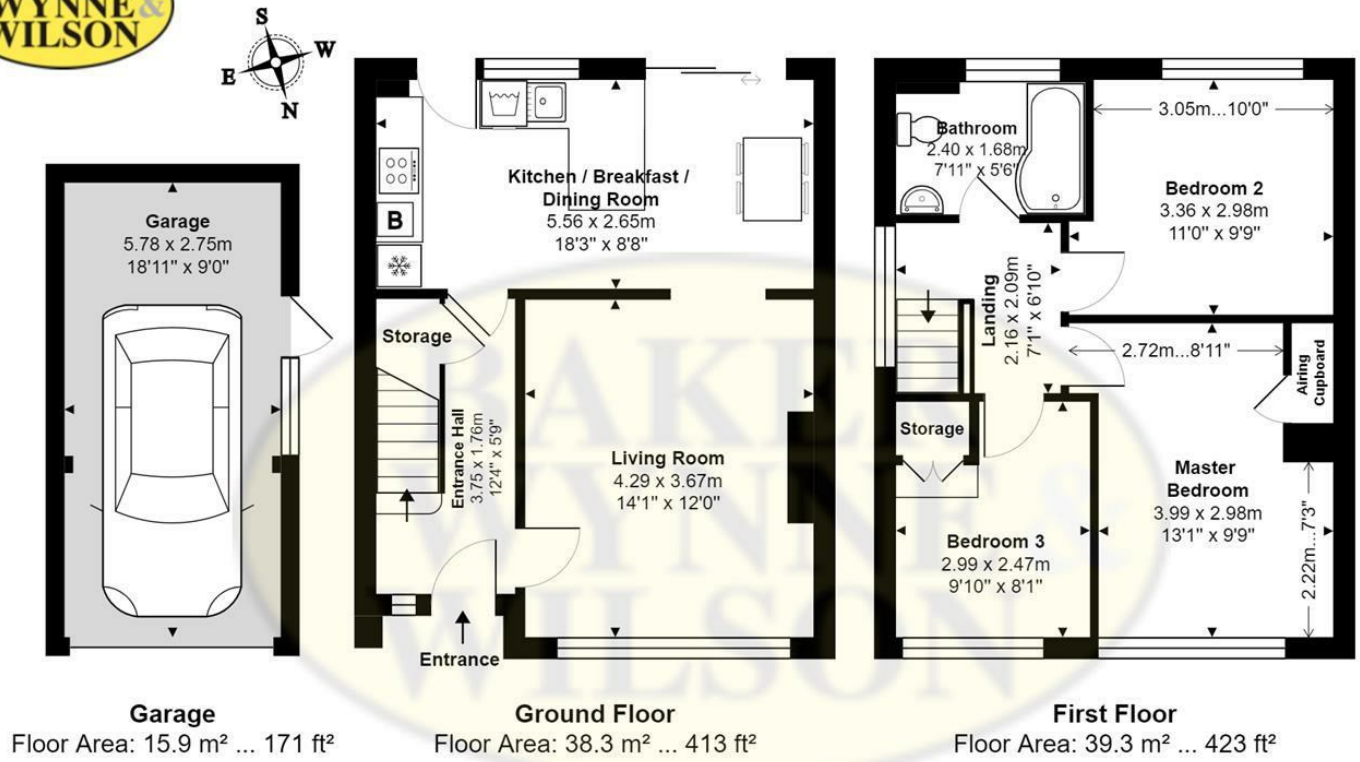 WYNNE &
WILSON
S
W
E
N
Garage
5.78 x 2.75m
18'11" x 9'0"
B
Kitchen / Breakfast /
Dining Room
5.56 x 2.65m
18'3" x 8'8"
Storage
Entrance Hall
3.75 x 1.76m
12'4" x 5'9"
Living Room
4.29 x 3.67m
14'1" x 12'0"
Entrance
Bathroom
2.40 x 1.68m
7'11" x 5'6"
3.05m...10'0"
Bedroom 2
3.36 x 2.98m
11'0" x 9'9"
Landing
2.16 x 2.09m
7'1" x 6'10"
2.72m...8'11"
Airing
Cupboard
Storage
Master
Bedroom
3.99 x 2.98m
13'1" x 9'9"
2.22m...7'3"
Bedroom 3
2.99 x 2.47m
9'10" x 8'1"
BAKER
WYNNE &
WILSON
Garage
Floor Area: 15.9 m² ... 171 ft²
Ground Floor
Floor Area: 38.3 m² ... 413 ft²
First Floor
Floor Area: 39.3 m² ... 423 ft²